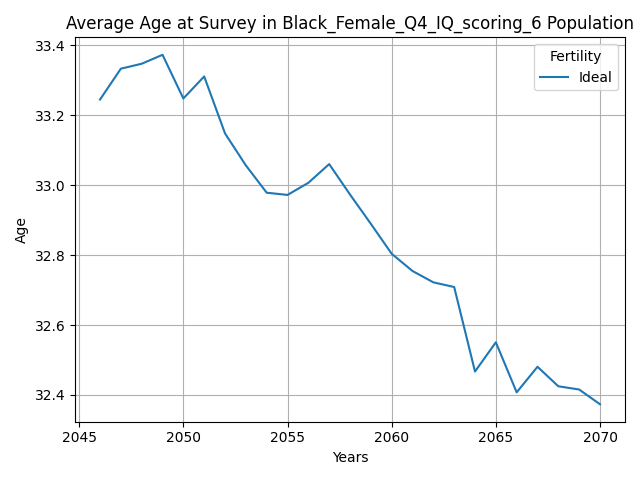 Average Age at Survey in Black_Female_Q4_IQ_scoring_6 Population
Fertility
Ideal
33.4
33.2
33.0
32.8
32.6
32.4
Age
2045
2050
2055
2060
2065
2070
Years